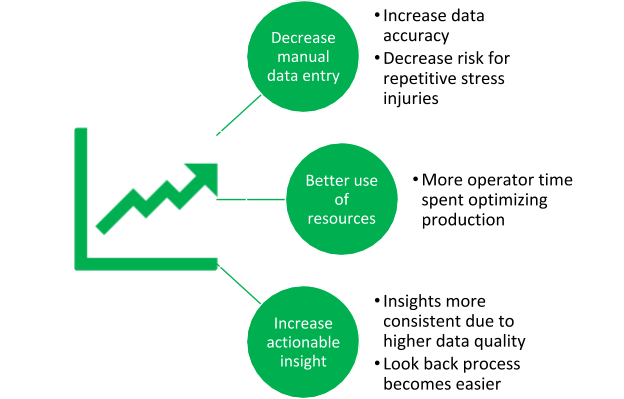 Decrease
manual
data entry
• Increase data
accuracy
• Decrease risk for
repetitive stress
injuries
Better use
of
resources
• More operator time
spent optimizing
production
Increase
actionable
insight
• Insights more
consistent due to
higher data quality
• Look back process
becomes easier